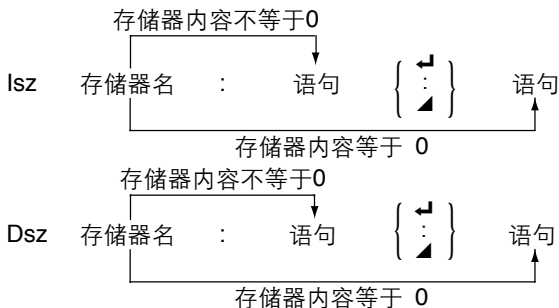 存储器内容不等于0
Isz 存储器名 : 语句 { ↵ : ◢ } 语句
存储器内容等于 0
存储器内容不等于0
Dsz 存储器名 : 语句 { ↵ : ◢ } 语句
存储器内容等于 0